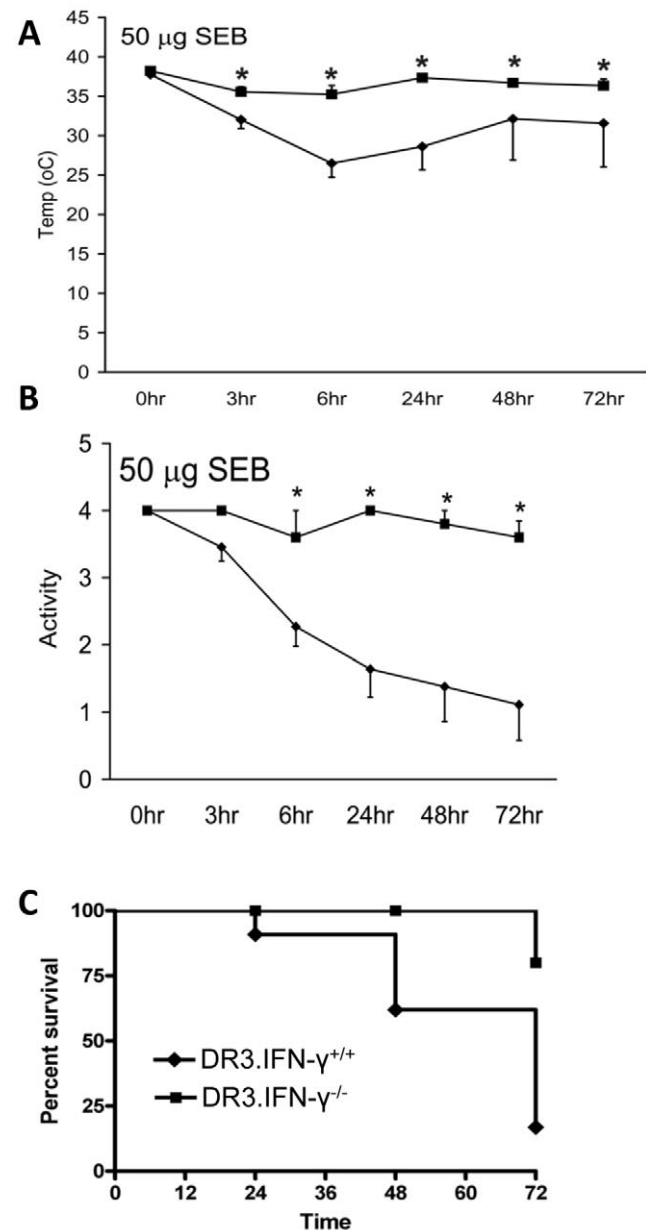 A
50 μg SEB
Temp (oC)
45
40
35
30
25
20
15
10
5
0
* * * * *
0hr 3hr 6hr 24hr 48hr 72hr
B
50 μg SEB
Activity
5
4
3
2
1
0
* * * *
0hr 3hr 6hr 24hr 48hr 72hr
C
Percent survival
100
75
50
25
0
DR3.IFN-γ+/+
DR3.IFN-γ-/-
0 12 24 36 48 60 72
Time